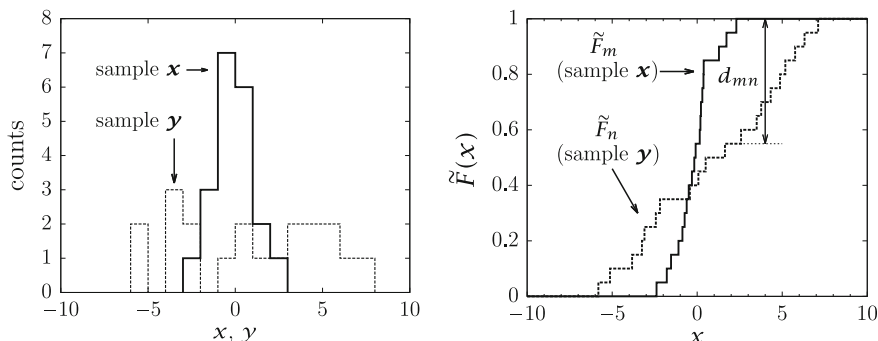 8
7
6
5
4
3
2
1
0
counts
sample x
sample y
−10
−5
0
5
10
x, y
1
0.8
0.6
0.4
0.2
0
F̃(x)
F̃m
(sample x)
dmn
F̃n
(sample y)
−10
−5
0
5
10
x